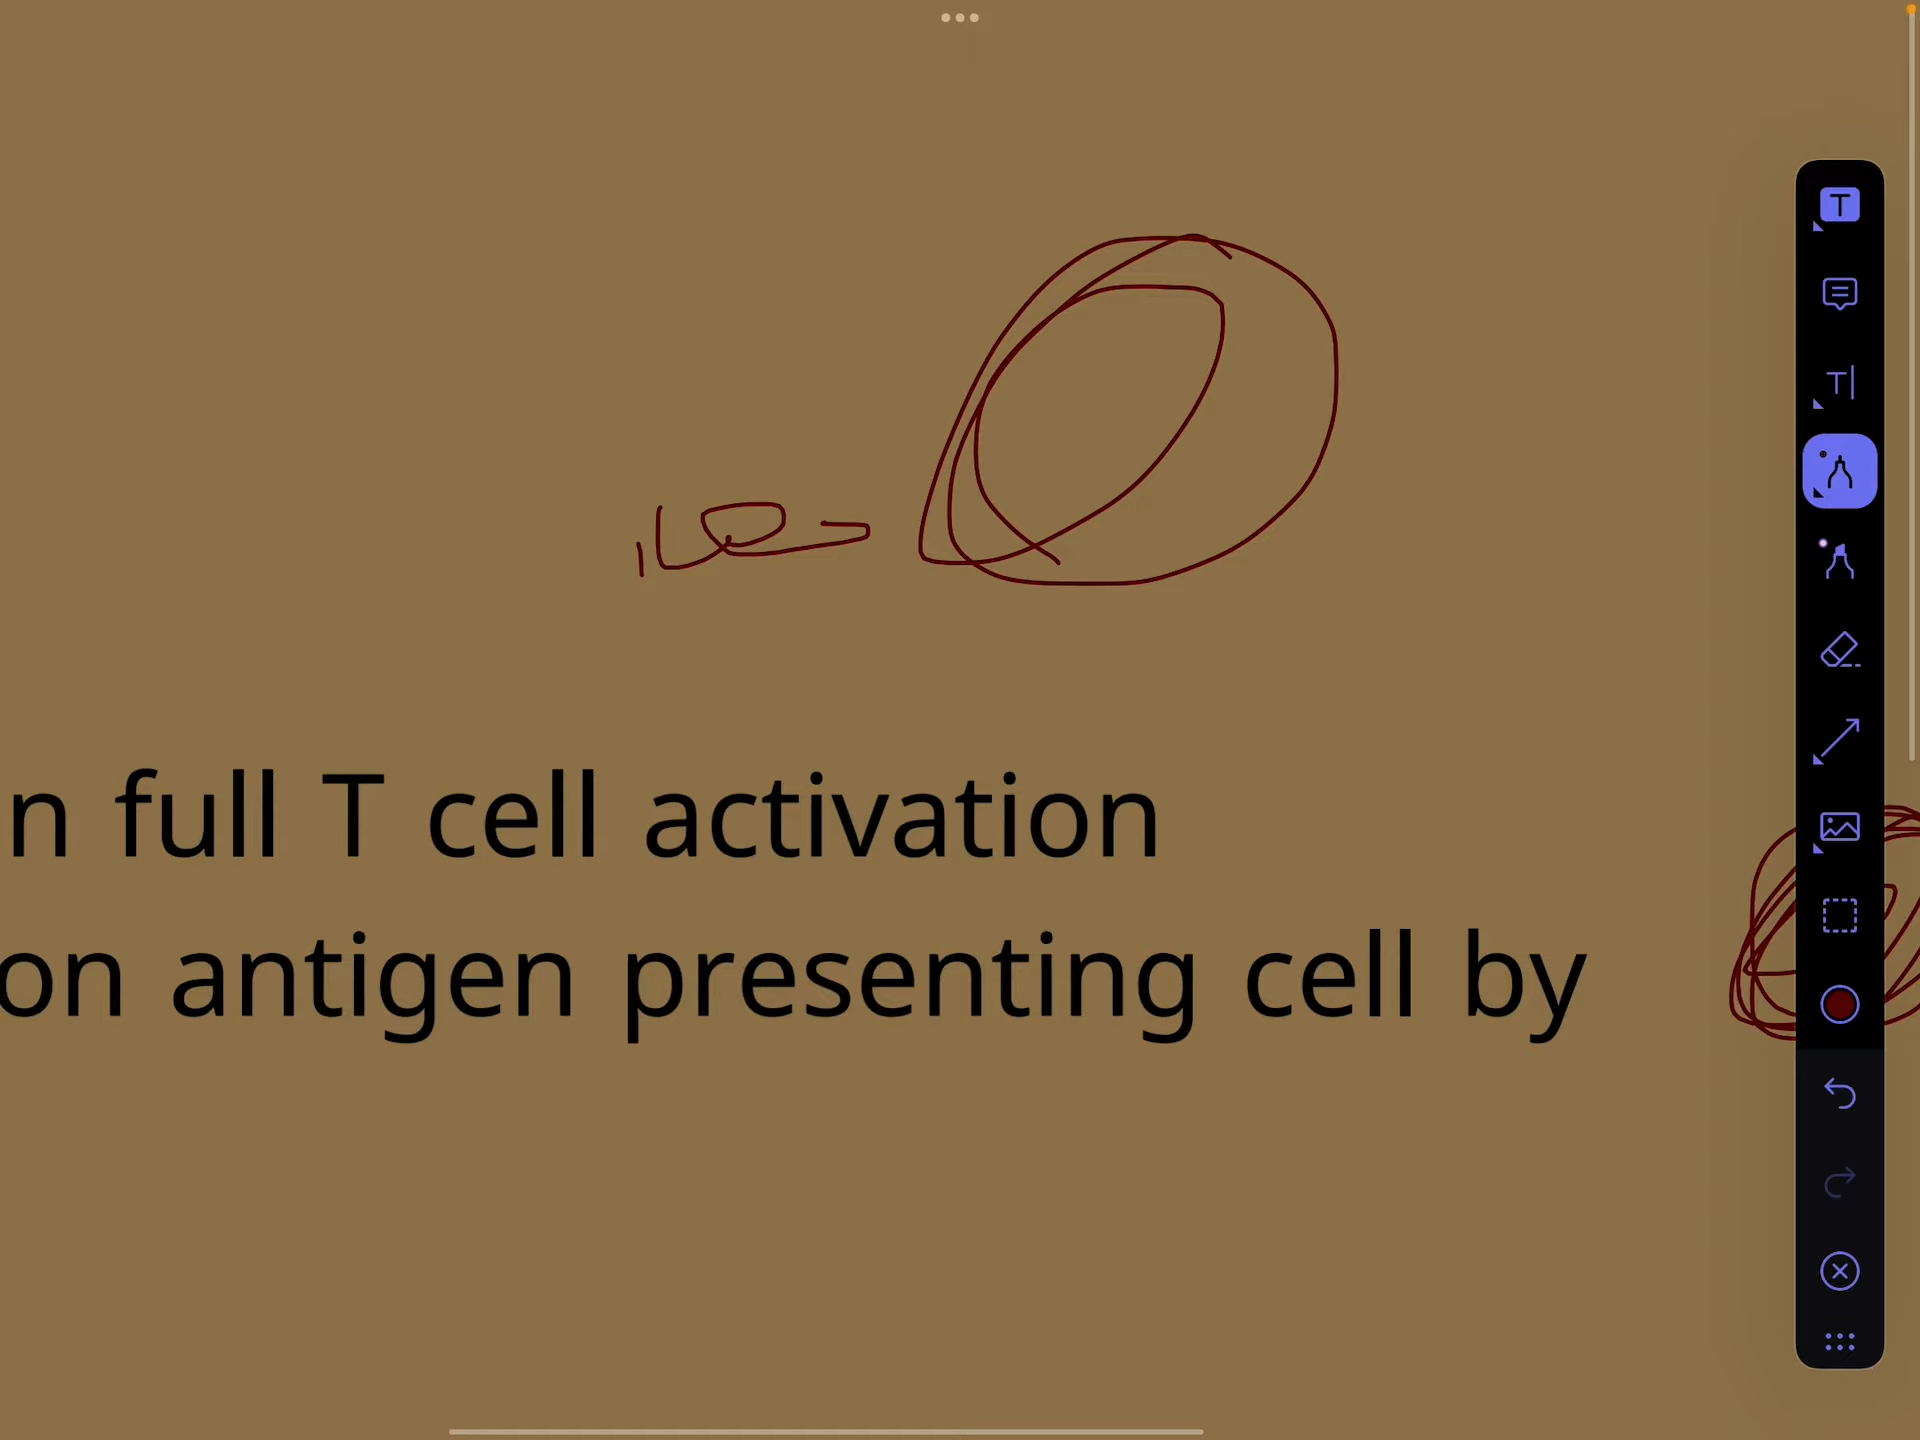 n full T cell activation
on antigen presenting cell by